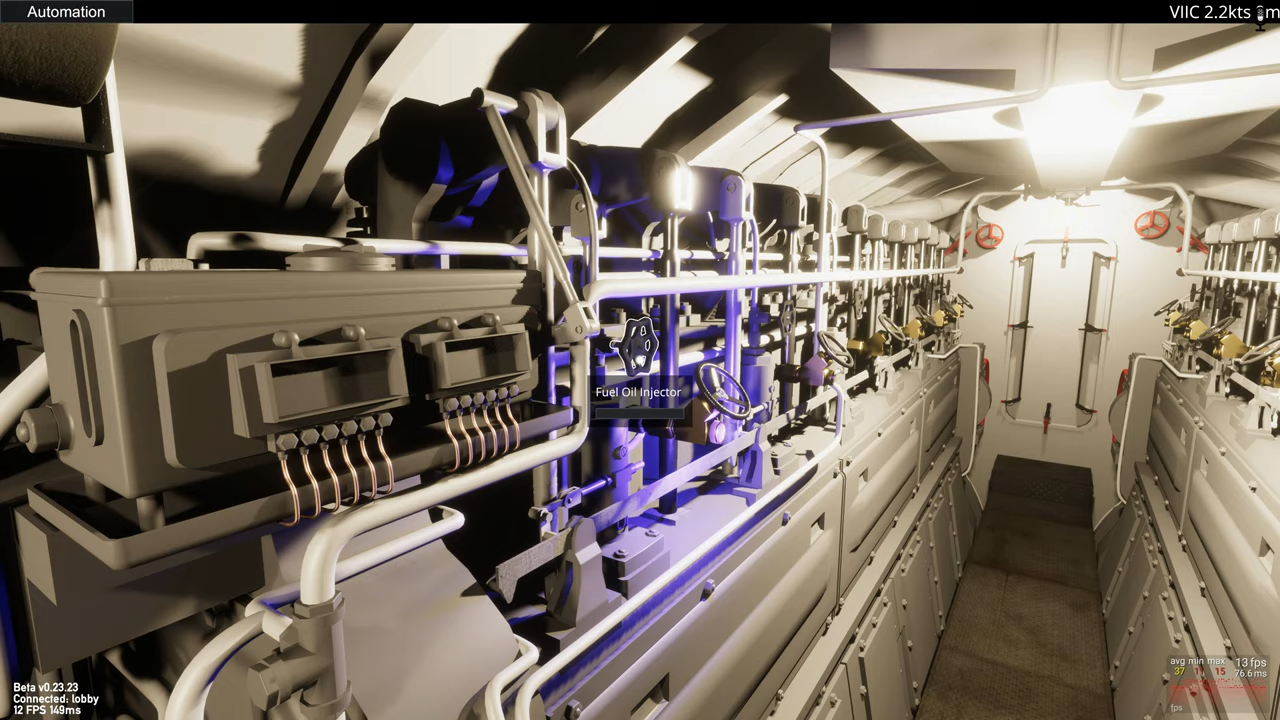 Automation
VIIC 2.2kts m
Fuel Oil Injector
Beta v0.23.23
Connected: lobby
12 FPS 149ms
avg min max 13 fps
37 15 76.6 ms
fps